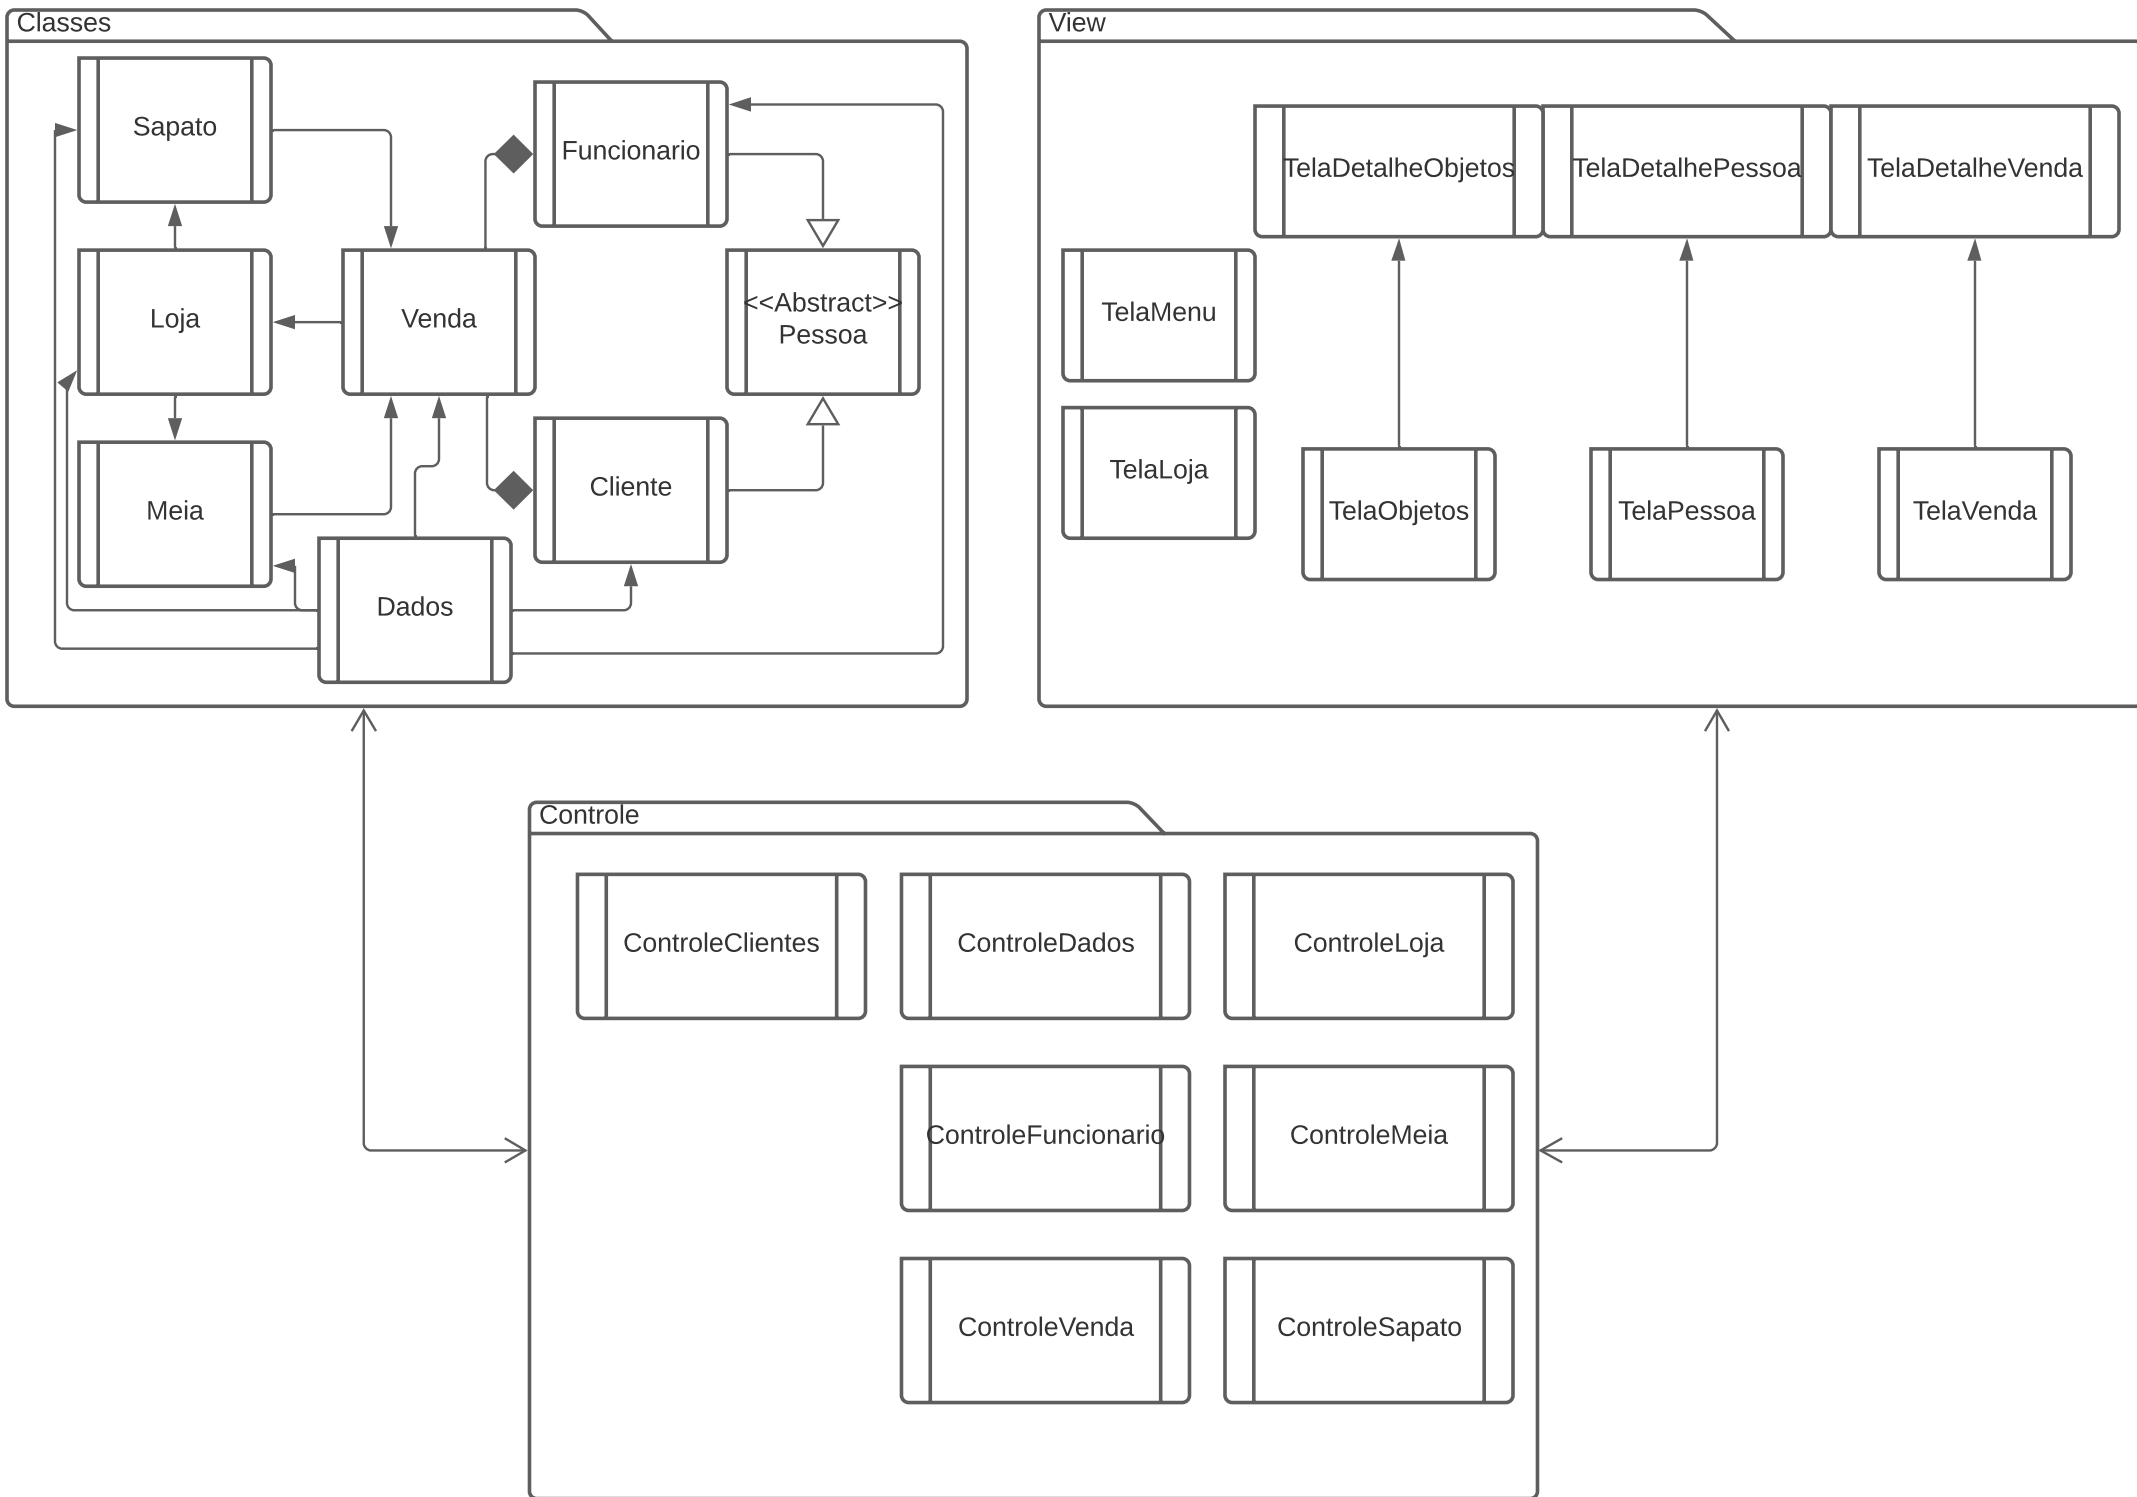 Classes
Sapato
Funcionario
Loja
Venda
<<Abstract>>
Pessoa
Meia
Cliente
Dados
View
TelaDetalheObjetos
TelaDetalhePessoa
TelaDetalheVenda
TelaMenu
TelaLoja
TelaObjetos
TelaPessoa
TelaVenda
Controle
ControleClientes
ControleDados
ControleLoja
ControleFuncionario
ControleMeia
ControleVenda
ControleSapato